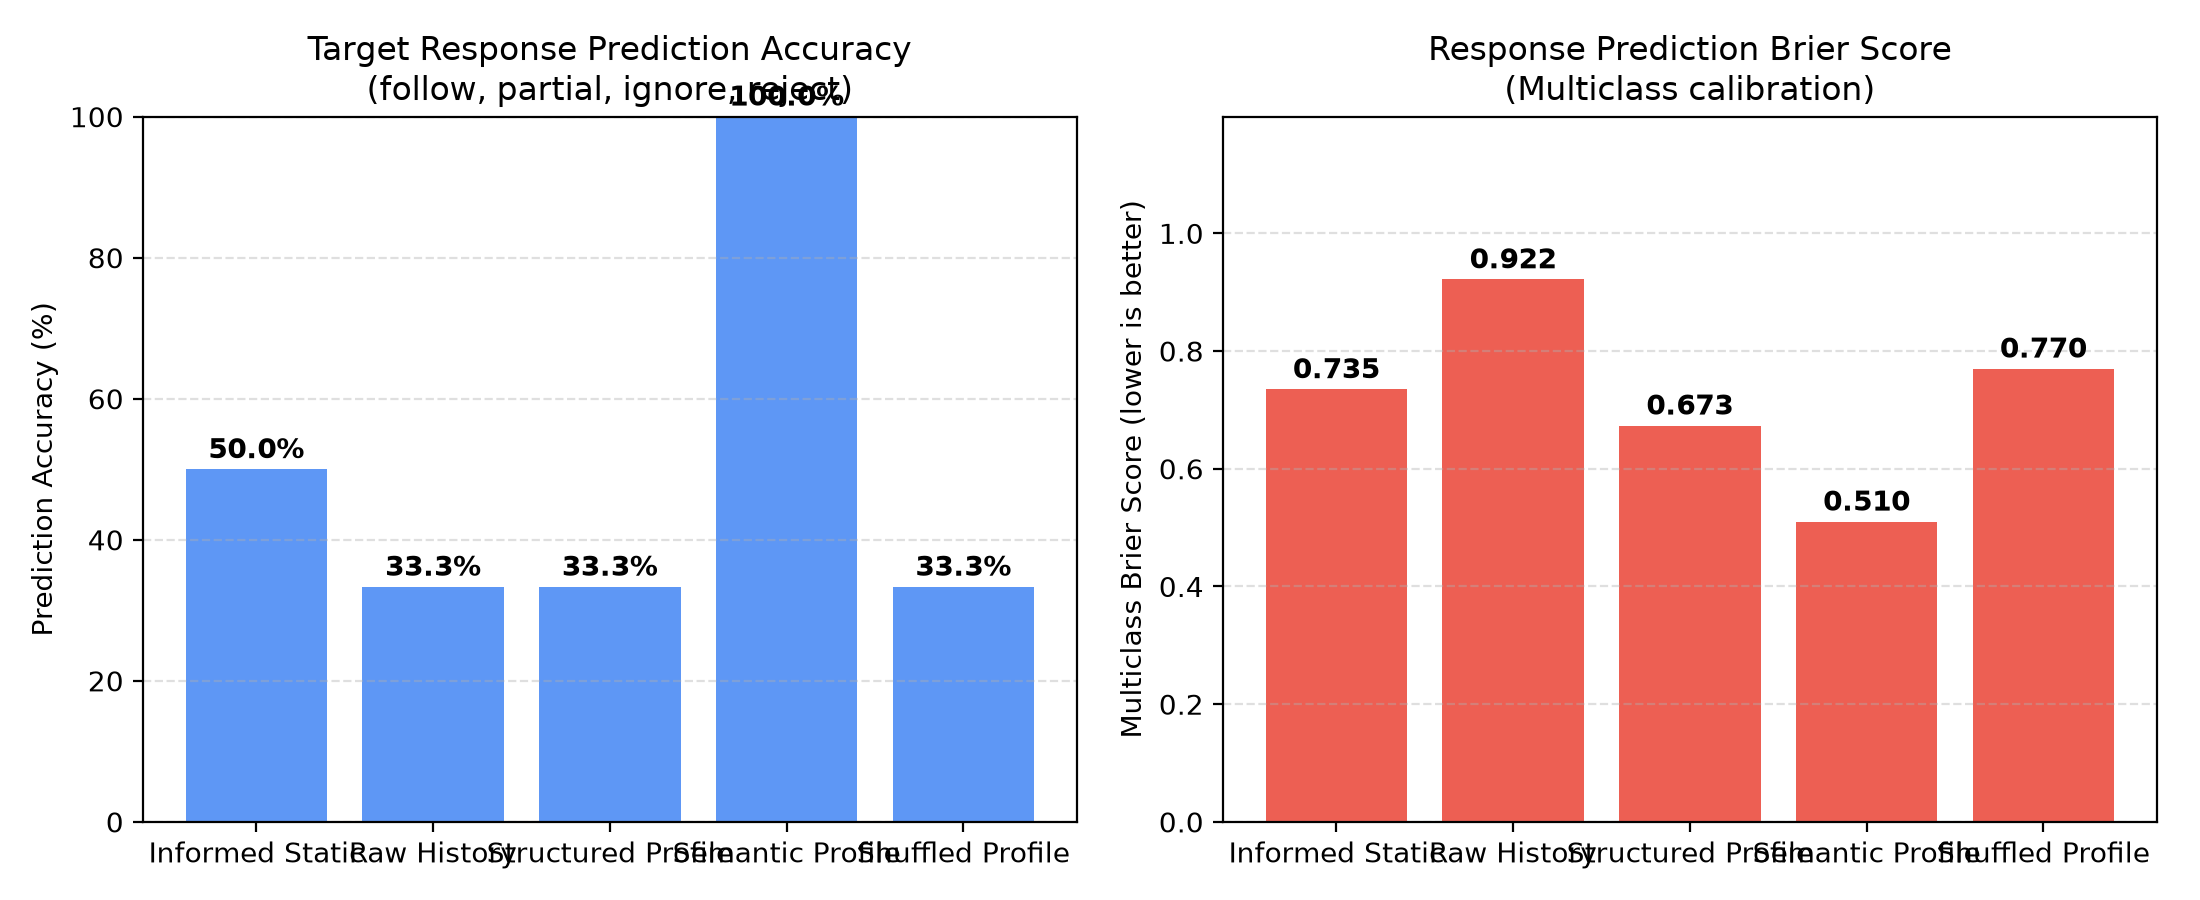 Target Response Prediction Accuracy
(follow, partial, ignore, reject)
100.0%
Prediction Accuracy (%)
100
80
60
40
20
0
50.0%
33.3%
33.3%
33.3%
Informed Static
Raw History
Structured Profile
Semantic Profile
Shuffled Profile
Response Prediction Brier Score
(Multiclass calibration)
Multiclass Brier Score (lower is better)
1.0
0.8
0.6
0.4
0.2
0.0
0.735
0.922
0.673
0.510
0.770
Informed Static
Raw History
Structured Profile
Semantic Profile
Shuffled Profile